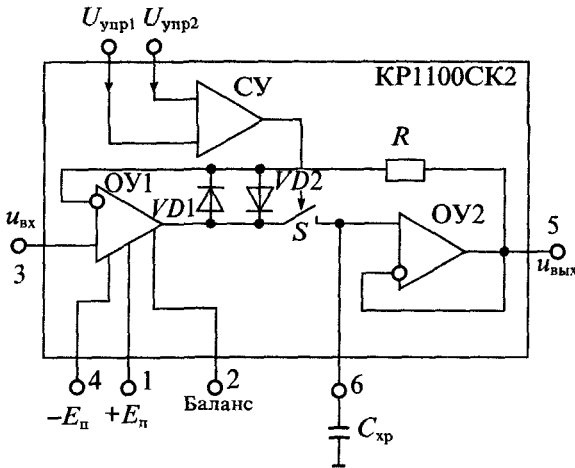 Uупр1 Uупр2
КР1100СК2
СУ
R
ОУ1
VD1
VD2
S
ОУ2
5
uвх
3
uвых
4
1
2
6
−Eп
+Eп
Баланс
Cхр